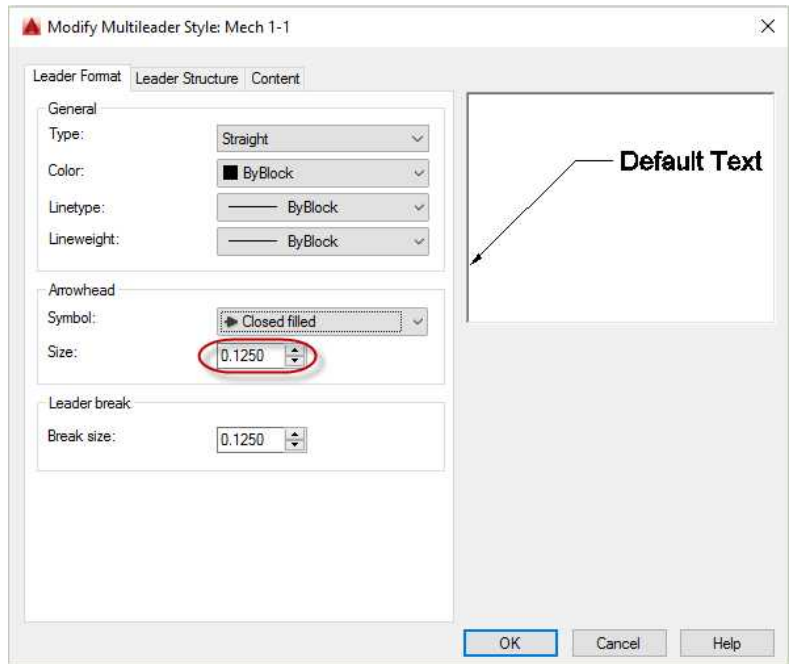 Modify Multileader Style: Mech 1-1
Leader Format Leader Structure Content
General
Type: Straight
Color: ByBlock
Linetype: ByBlock
Lineweight: ByBlock
Arrowhead
Symbol: Closed filled
Size: 0.1250
Leader break
Break size: 0.1250
Default Text
OK Cancel Help